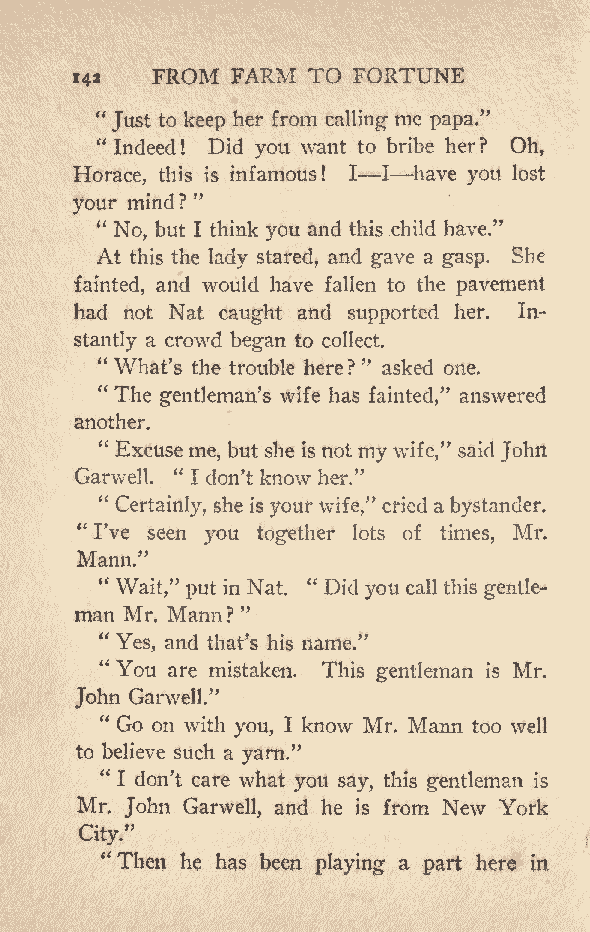 142 FROM FARM TO FORTUNE
“ Just to keep her from calling me papa.”
“ Indeed! Did you want to bribe her? Oh,
Horace, this is infamous! I—I—have you lost
your mind? ”
“ No, but I think you and this child have.”
At this the lady stared, and gave a gasp. She
fainted, and would have fallen to the pavement
had not Nat caught and supported her. In-
stantly a crowd began to collect.
“ What’s the trouble here? ” asked one.
“ The gentleman’s wife has fainted,” answered
another.
“ Excuse me, but she is not my wife,” said John
Garwell. “ I don’t know her.”
“ Certainly, she is your wife,” cried a bystander.
“ I’ve seen you together lots of times, Mr.
Mann.”
“ Wait,” put in Nat. “ Did you call this gentle-
man Mr. Mann? ”
“ Yes, and that’s his name.”
“ You are mistaken. This gentleman is Mr.
John Garwell.”
“ Go on with you, I know Mr. Mann too well
to believe such a yarn.”
“ I don’t care what you say, this gentleman is
Mr. John Garwell, and he is from New York
City.”
“ Then he has been playing a part here in